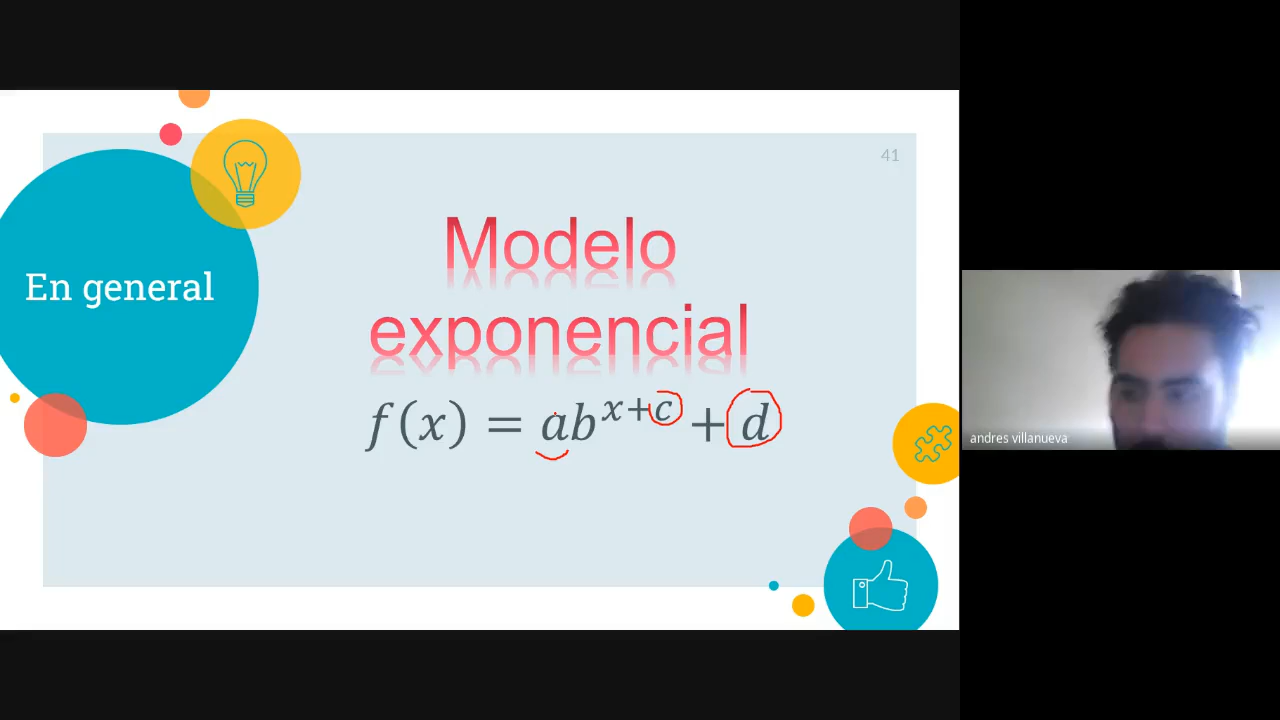 41
En general
Modelo
exponencial
f(x) = ab^{x+c} + d
andres villanueva